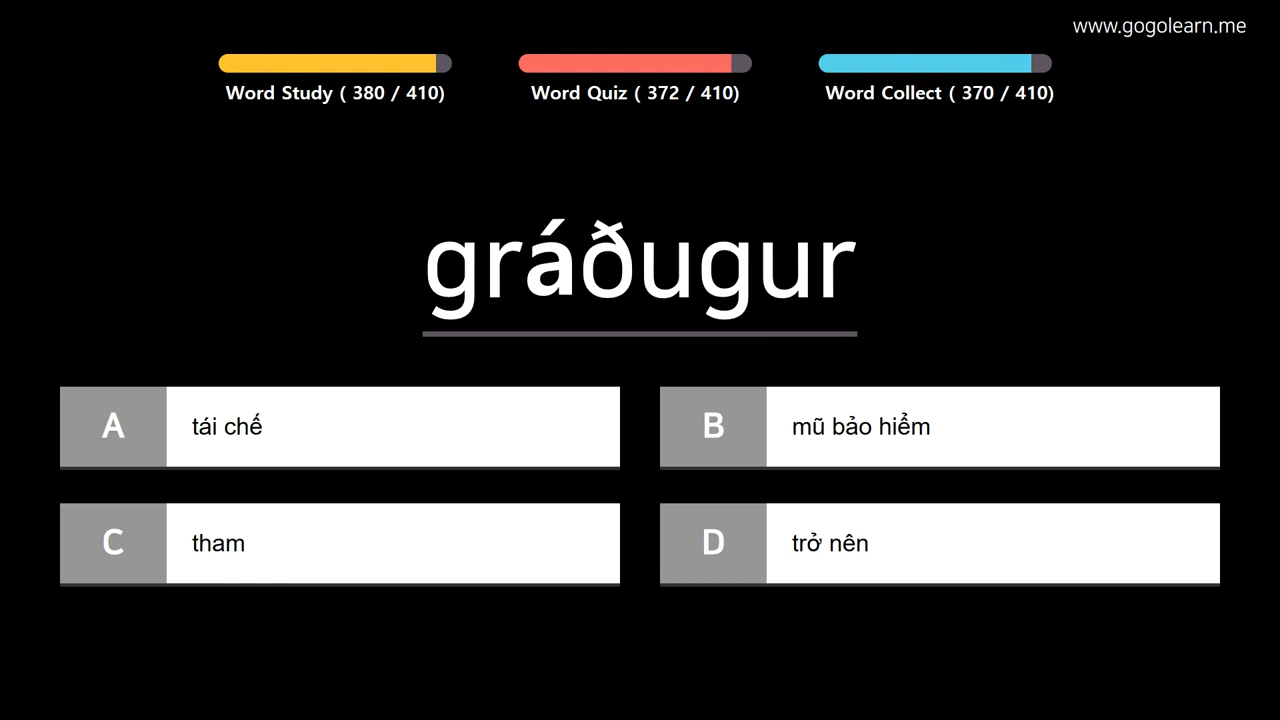 www.gogolearn.me
Word Study ( 380 / 410)
Word Quiz ( 372 / 410)
Word Collect ( 370 / 410)
gráðugur
A tái chế
B mũ bảo hiểm
C tham
D trở nên